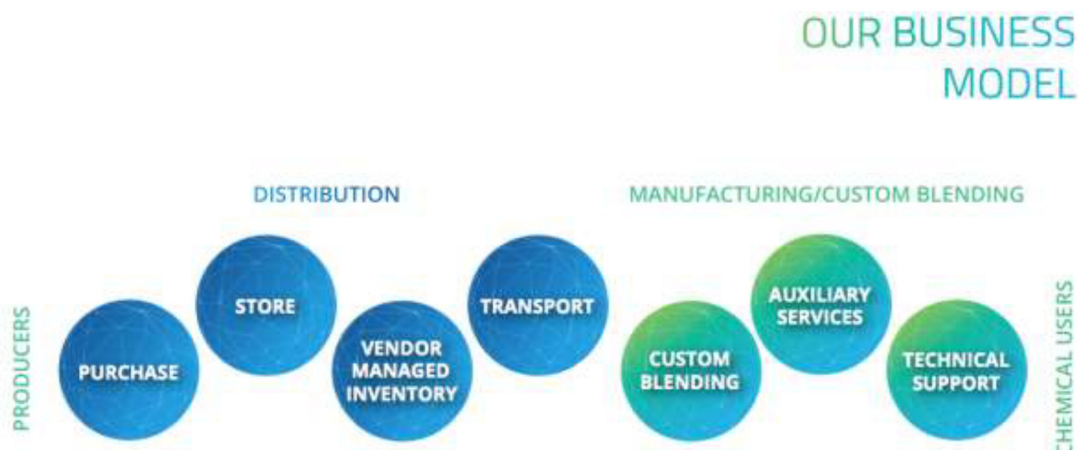 OUR BUSINESS
MODEL
DISTRIBUTION
MANUFACTURING/CUSTOM BLENDING
PRODUCERS
PURCHASE
STORE
VENDOR
MANAGED
INVENTORY
TRANSPORT
CUSTOM
BLENDING
AUXILIARY
SERVICES
TECHNICAL
SUPPORT
CHEMICAL USERS